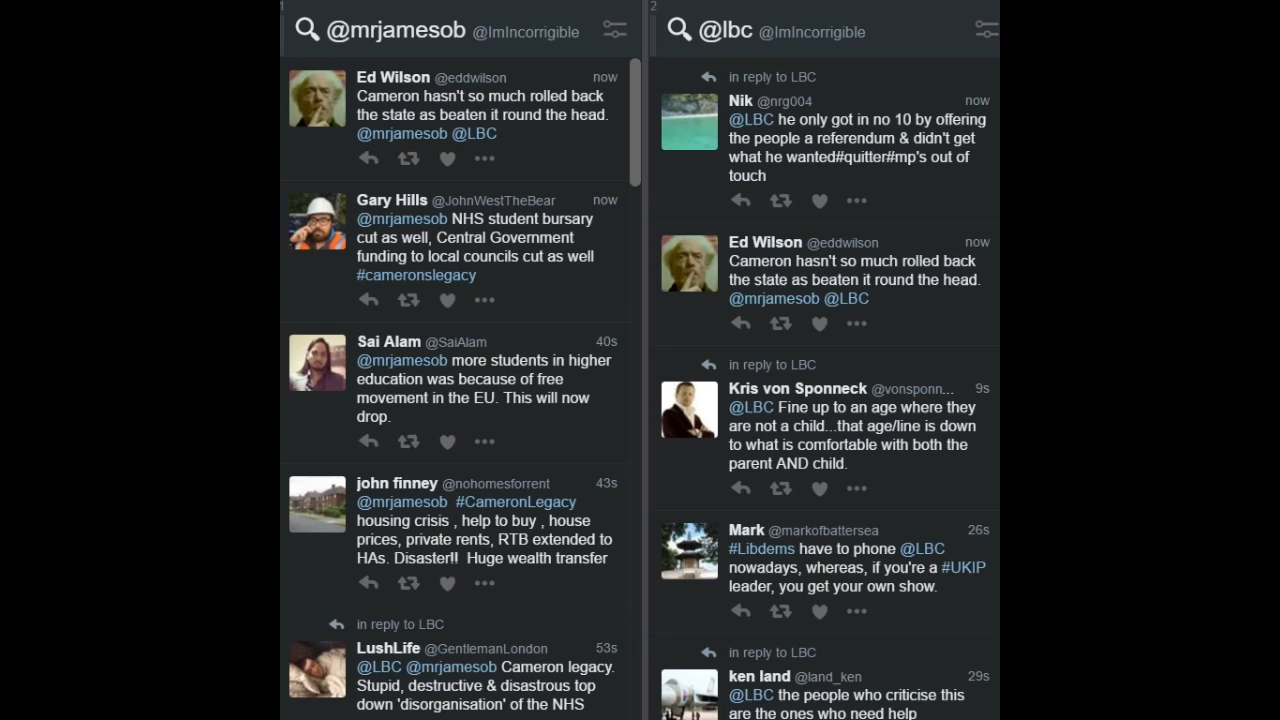 1
@mrjamesob @ImIncorrigible
Ed Wilson @eddwilson now
Cameron hasn't so much rolled back
the state as beaten it round the head.
@mrjamesob @LBC
Gary Hills @JohnWestTheBear now
@mrjamesob NHS student bursary
cut as well, Central Government
funding to local councils cut as well
#cameronslegacy
Sai Alam @SaiAlam 40s
@mrjamesob more students in higher
education was because of free
movement in the EU. This will now
drop.
john finney @nohomesforrent 43s
@mrjamesob #CameronLegacy
housing crisis , help to buy , house
prices, private rents, RTB extended to
HAs. Disaster!! Huge wealth transfer
in reply to LBC
LushLife @GentlemanLondon 53s
@LBC @mrjamesob Cameron legacy.
Stupid, destructive & disastrous top
down 'disorganisation' of the NHS
2
@lbc @ImIncorrigible
in reply to LBC
Nik @nrg004 now
@LBC he only got in no 10 by offering
the people a referendum & didn't get
what he wanted#quitter#mp's out of
touch
Ed Wilson @eddwilson now
Cameron hasn't so much rolled back
the state as beaten it round the head.
@mrjamesob @LBC
in reply to LBC
Kris von Sponneck @vonsponn... 9s
@LBC Fine up to an age where they
are not a child...that age/line is down
to what is comfortable with both the
parent AND child.
Mark @markofbattersea 26s
#Libdems have to phone @LBC
nowadays, whereas, if you're a #UKIP
leader, you get your own show.
in reply to LBC
ken land @land_ken 29s
@LBC the people who criticise this
are the ones who need help